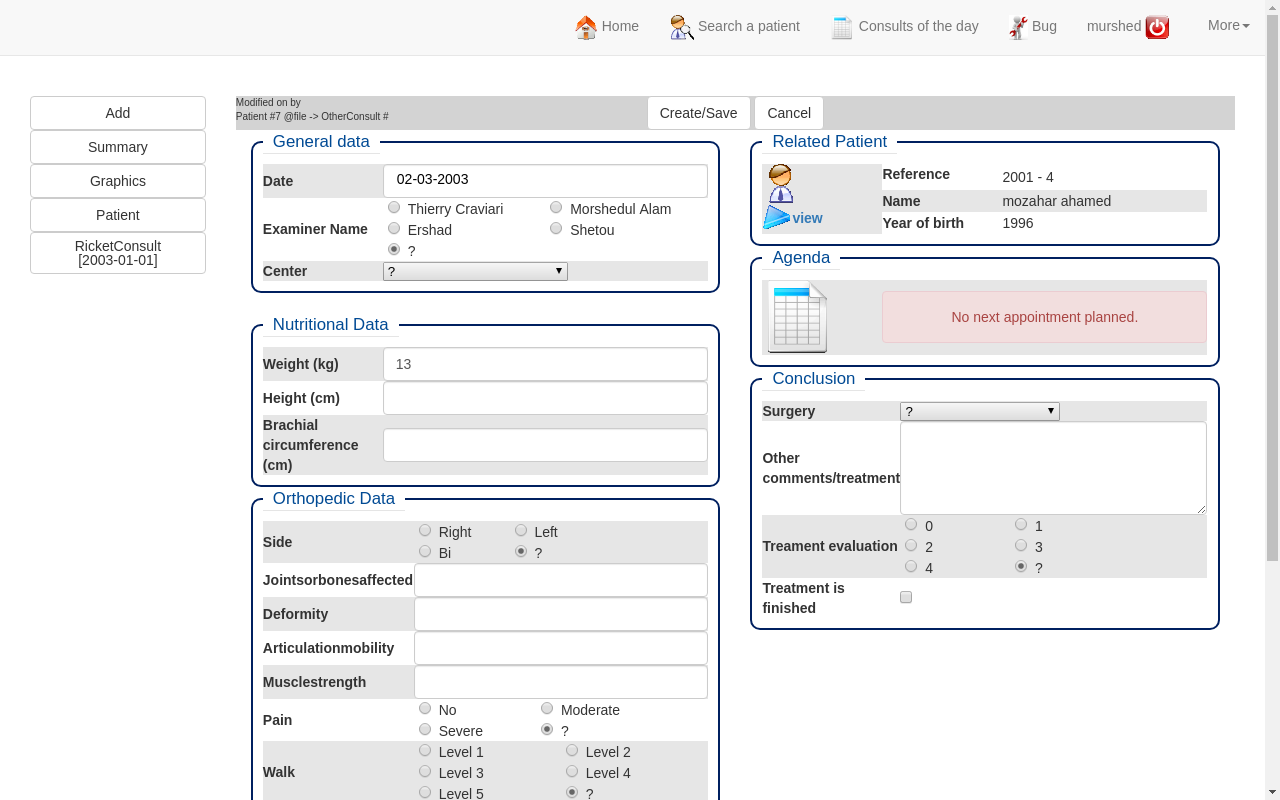 Home
Search a patient
Consults of the day
Bug
murshed
More
Add
Summary
Graphics
Patient
RicketConsult
[2003-01-01]
Modified on by
Patient #7 @file -> OtherConsult #
Create/Save
Cancel
General data
Date
02-03-2003
Examiner Name
Thierry Craviari
Morshedul Alam
Ershad
Shetou
?
Center
?
Nutritional Data
Weight (kg)
13
Height (cm)
Brachial
circumference
(cm)
Orthopedic Data
Side
Right
Left
Bi
?
Jointsorbonesaffected
Deformity
Articulationmobility
Musclestrength
Pain
No
Moderate
Severe
?
Walk
Level 1
Level 2
Level 3
Level 4
Level 5
?
Related Patient
view
Reference
2001 - 4
Name
mozahar ahamed
Year of birth
1996
Agenda
No next appointment planned.
Conclusion
Surgery
?
Other
comments/treatment
Treament evaluation
0
1
2
3
4
?
Treatment is
finished